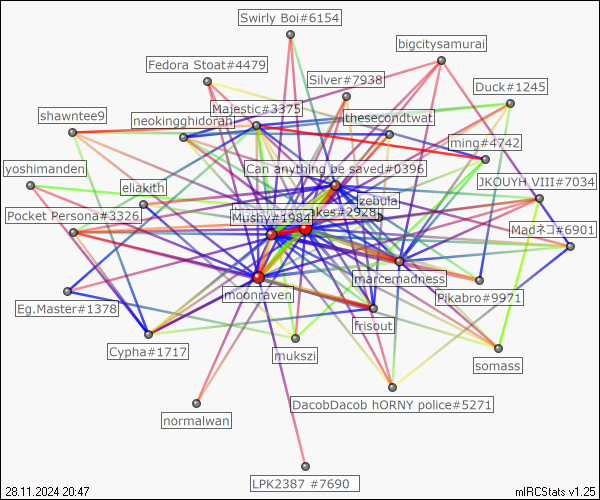 Swirly Boi#6154
bigcitysamurai
Fedora Stoat#4479
Silver#7938
Duck#1245
Majestic#3375
shawntee9
neokingghidorah
thesecondtwat
ming#4742
Can anything be saved#0396
yoshimanden
eliakith
JKOUYH VIII#7034
zebula
Pocket Persona#3326
Mushy#1984
akes#2928
Madネコ#6901
marcemadness
moonraven
Pikabro#9971
Eg.Master#1378
frisout
Cypha#1717
mukszi
somass
DacobDacob hORNY police#5271
normalwan
LPK2387 #7690
28.11.2024 20:47
mIRCStats v1.25